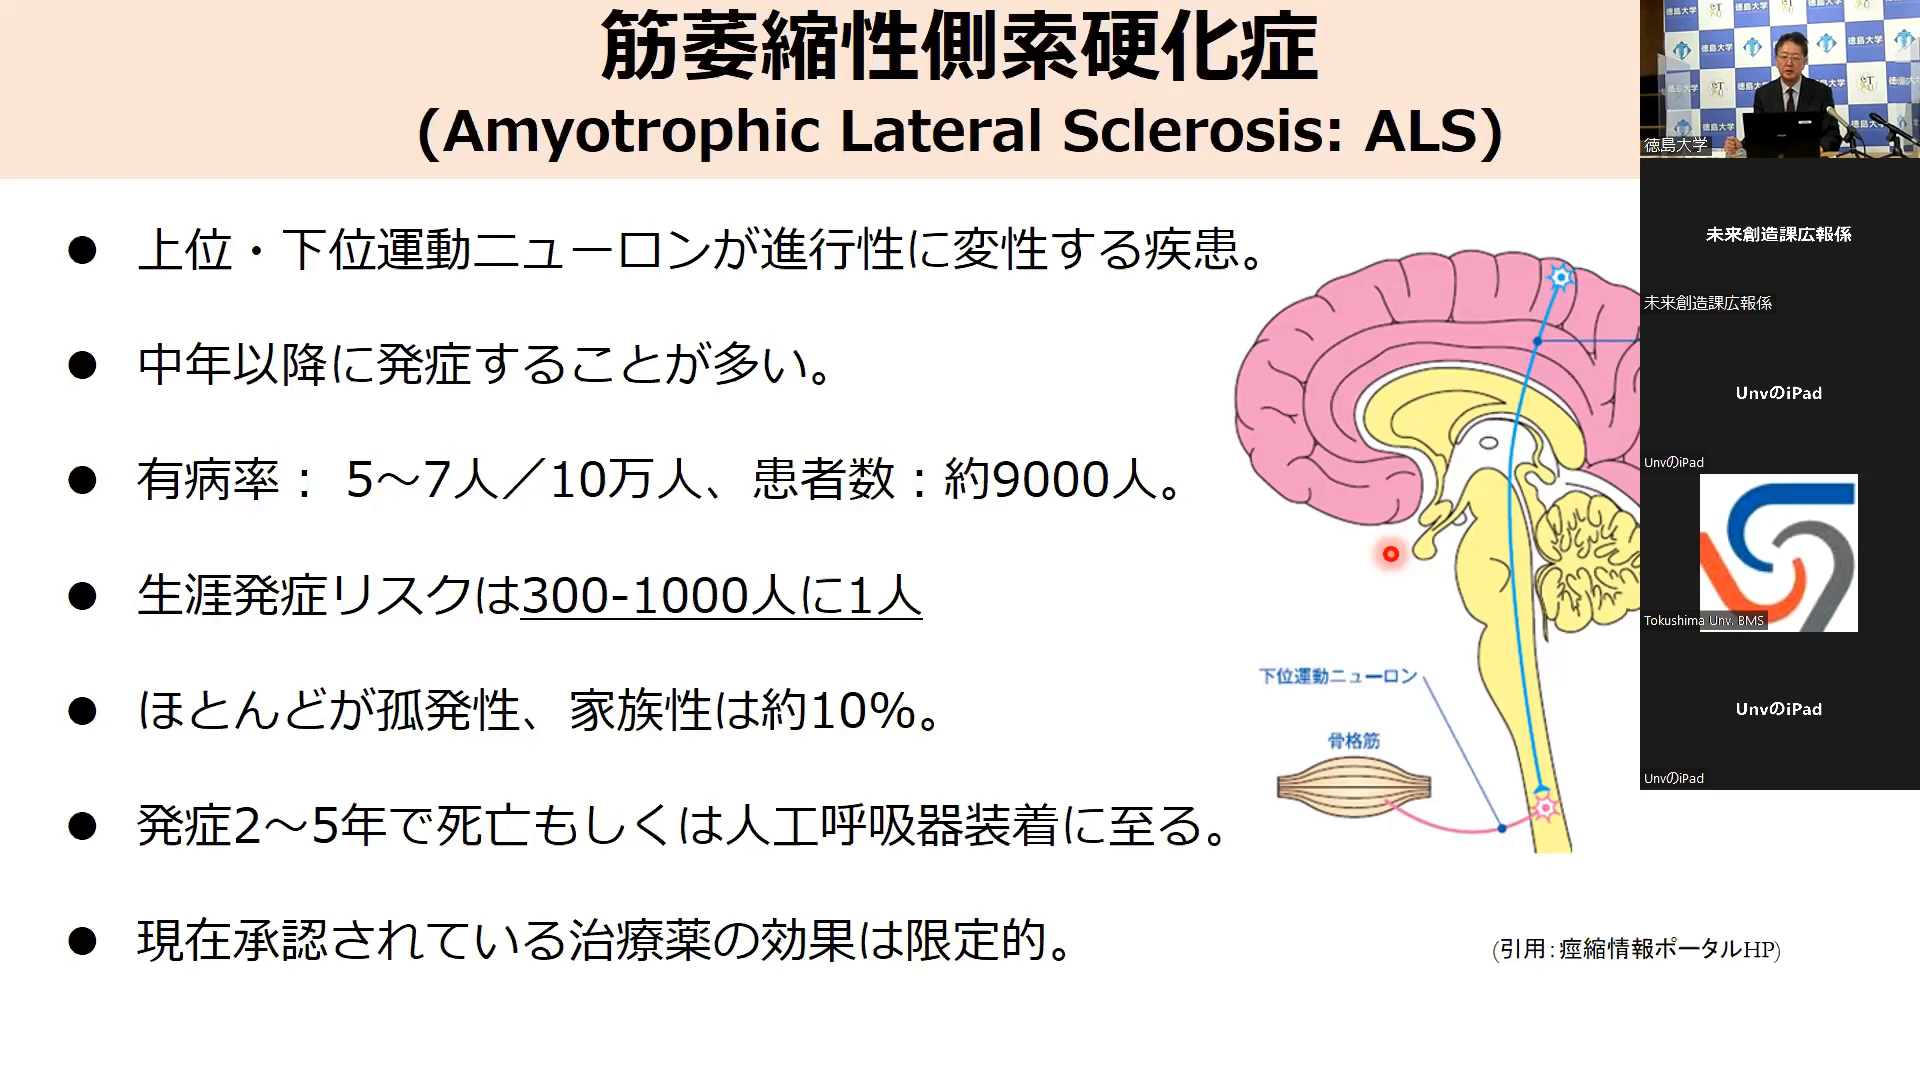 筋萎縮性側索硬化症
(Amyotrophic Lateral Sclerosis: ALS)
● 上位・下位運動ニューロンが進行性に変性する疾患。
● 中年以降に発症することが多い。
● 有病率： 5～7人／10万人、患者数：約9000人。
● 生涯発症リスクは300-1000人に1人
● ほとんどが孤発性、家族性は約10%。
● 発症2～5年で死亡もしくは人工呼吸器装着に至る。
● 現在承認されている治療薬の効果は限定的。
下位運動ニューロン
骨格筋
(引用：痙縮情報ポータルHP)
徳島大学
未来創造課広報係
未来創造課広報係
UnvのiPad
UnvのiPad
Tokushima Unv. BMS
UnvのiPad
UnvのiPad